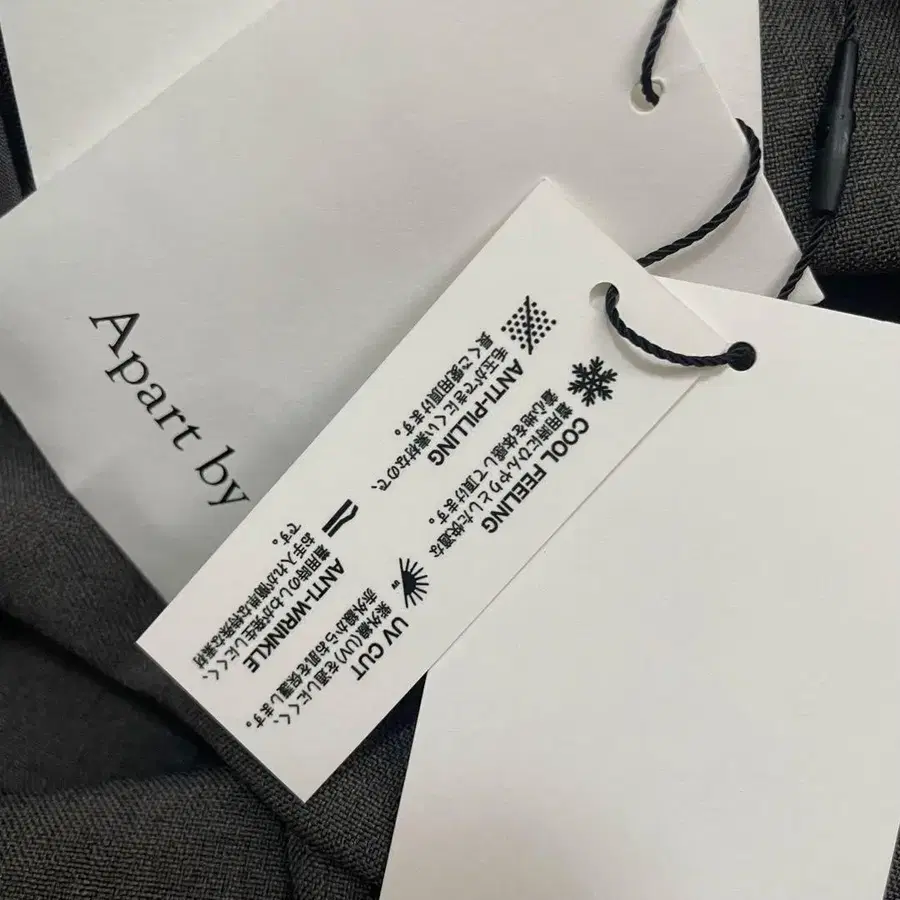 Apart by
COOL FEELING
着用時にひんやりとした快適な
着心地を体感して頂けます。
ANTI-PILLING
毛玉ができにくい素材なので、
長くご愛用頂けます。
UV CUT
UV
紫外線(UV)を通しにくく、
赤外線からお肌を保護します。
ANTI-WRINKLE
着用時のしわが発生しにくく、
お手入れが簡単な特殊な素材
です。